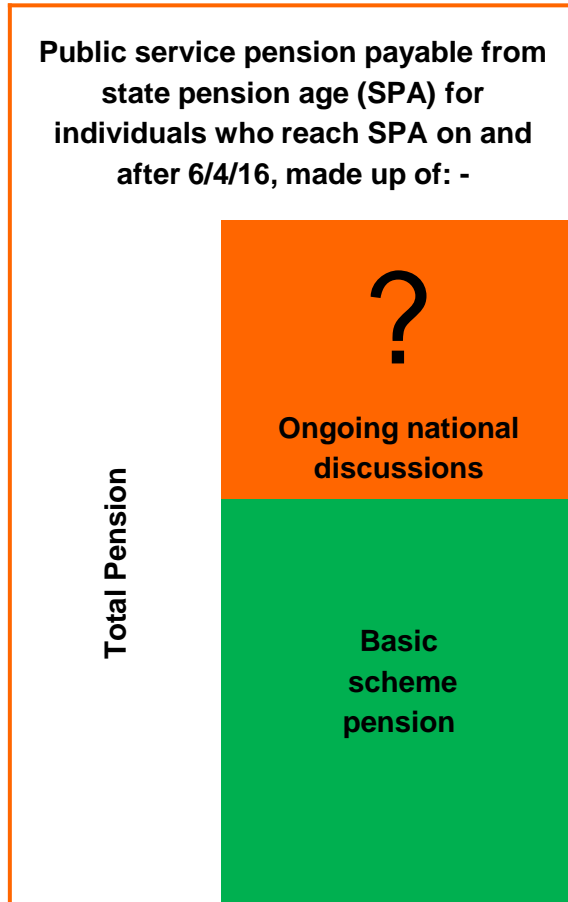 Public service pension payable from
state pension age (SPA) for
individuals who reach SPA on and
after 6/4/16, made up of: -
?
Ongoing national
discussions
Total Pension
Basic
scheme
pension